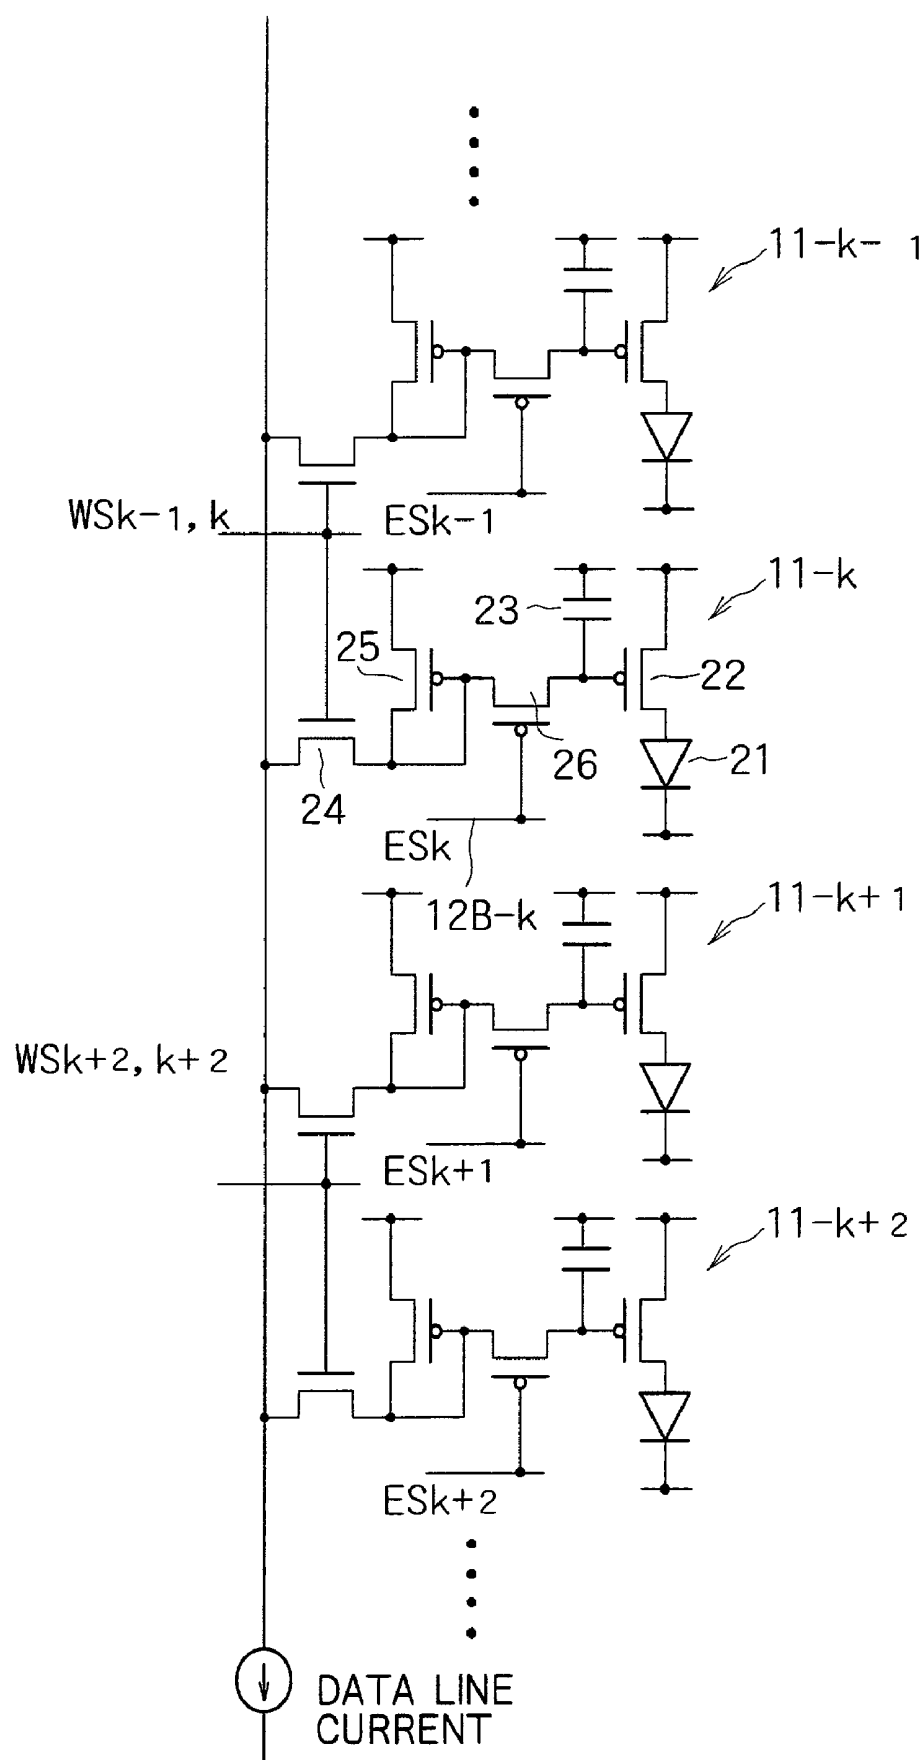 11-k-1
WSk-1, k
ESk-1
11-k
23
25
22
26
21
24
ESk
12B-k
11-k+1
WSk+2, k+2
ESk+1
11-k+2
ESk+2
DATA LINE
CURRENT